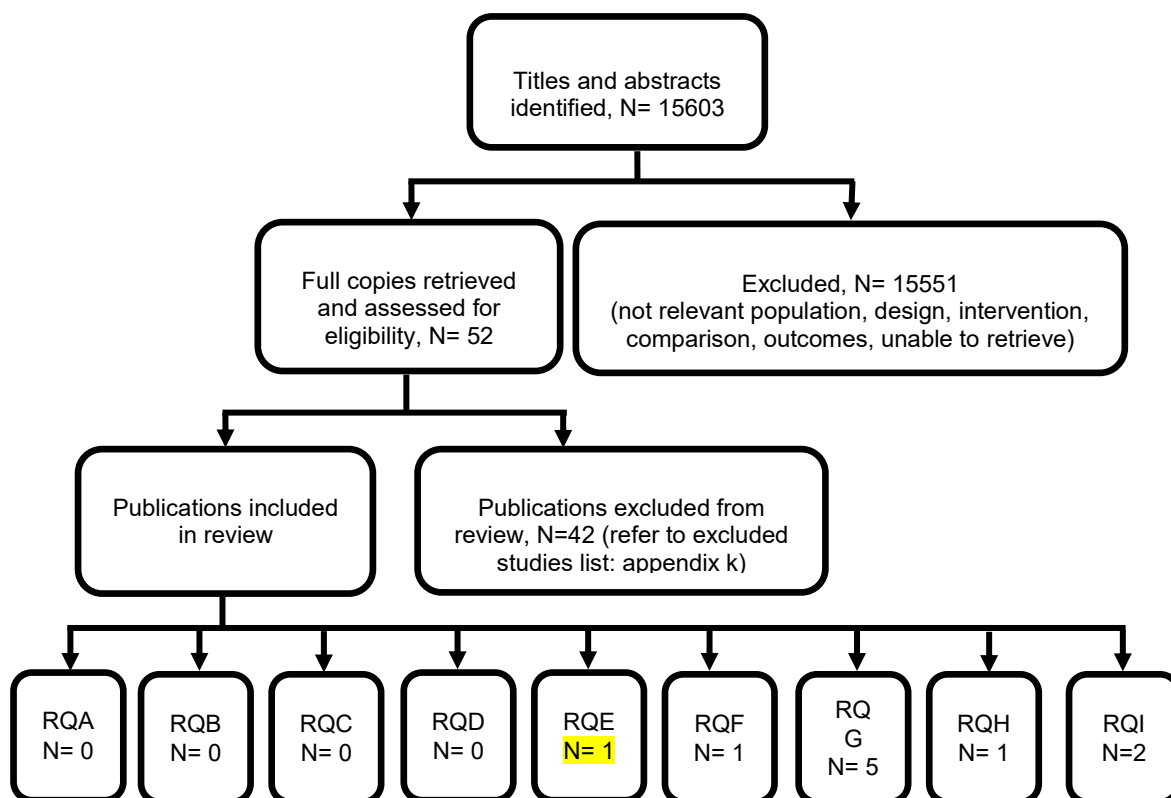 Titles and abstracts
identified, N= 15603
Full copies retrieved
and assessed for
eligibility, N= 52
Excluded, N= 15551
(not relevant population, design, intervention,
comparison, outcomes, unable to retrieve)
Publications included
in review
Publications excluded from
review, N=42 (refer to excluded
studies list: appendix k)
RQA
N= 0
RQB
N= 0
RQC
N= 0
RQD
N= 0
RQE
N= 1
RQF
N= 1
RQ
G
N= 5
RQH
N= 1
RQI
N=2